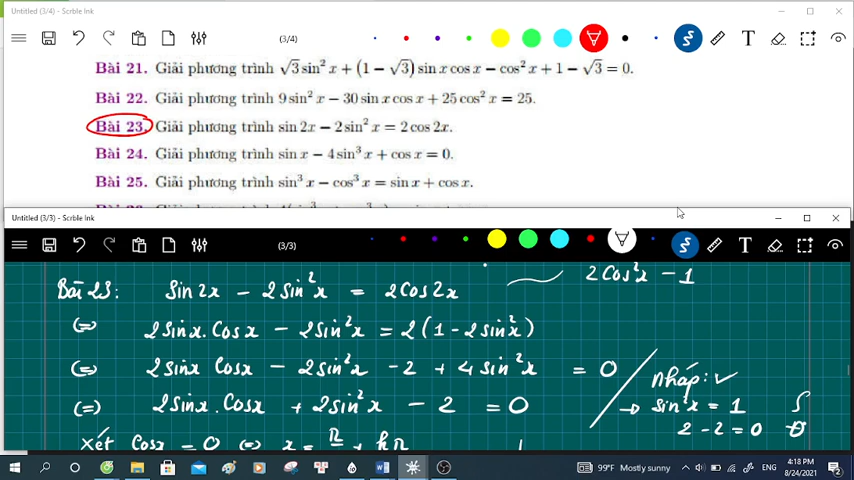 Untitled (3/4) - Scrble Ink
(3/4)
Bài 21. Giải phương trình √3 sin² x + (1 − √3) sin x cos x − cos² x + 1 − √3 = 0.
Bài 22. Giải phương trình 9 sin² x − 30 sin x cos x + 25 cos² x = 25.
Bài 23. Giải phương trình sin 2x − 2 sin² x = 2 cos 2x.
Bài 24. Giải phương trình sin x − 4 sin³ x + cos x = 0.
Bài 25. Giải phương trình sin³ x − cos³ x = sin x + cos x.
Untitled (3/3) - Scrble Ink
(3/3)
2Cos²x − 1
Bài 23: Sin2x − 2Sin²x = 2Cos2x
(=) 2Sinx.Cosx − 2Sin²x = 2(1 − 2Sin²x)
(=) 2Sinx Cosx − 2Sin²x − 2 + 4Sin²x = 0
(=) 2Sinx.Cosx + 2Sin²x − 2 = 0
Nháp: ✓
→ Sin²x = 1
2 − 2 = 0
Xét Cosx = 0 (=) x = π/ + kπ
99°F Mostly sunny
ENG
4:18 PM
8/24/2021